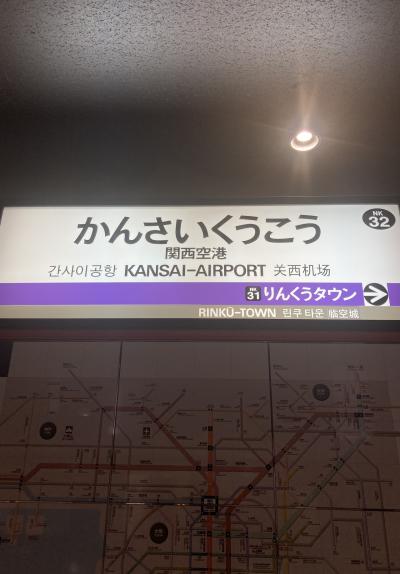 かんさいくうこう
NK
32
関西空港
간사이공항 KANSAI-AIRPORT 关西机场
NK
31 りんくうタウン
RINKŪ-TOWN 린쿠 타운 临空城